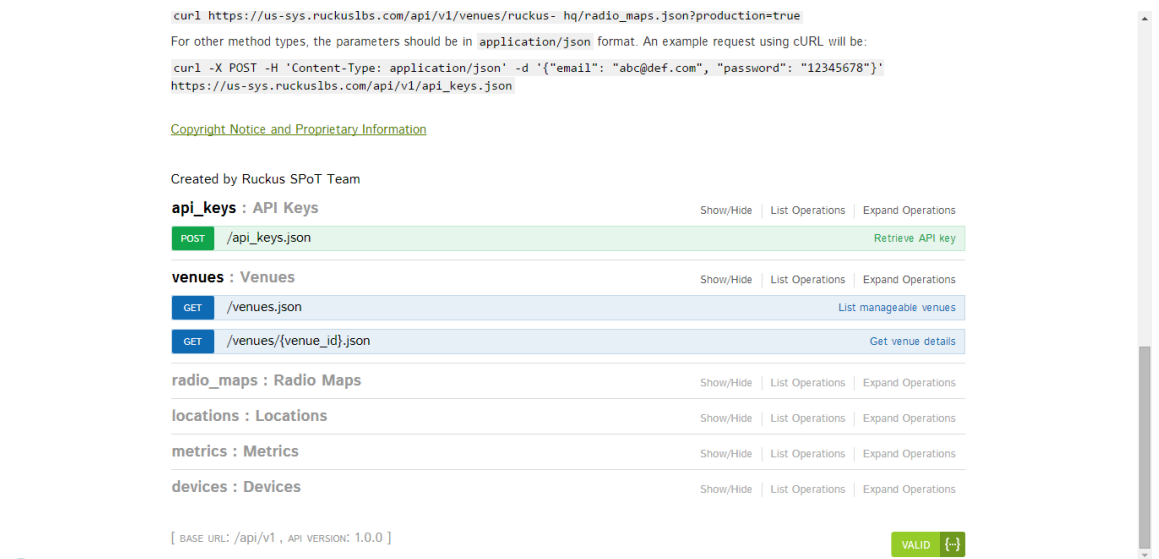 curl https://us-sys.ruckuslbs.com/api/v1/venues/ruckus- hq/radio_maps.json?production=true
For other method types, the parameters should be in application/json format. An example request using cURL will be:
curl -X POST -H 'Content-Type: application/json' -d '{"email": "abc@def.com", "password": "12345678"}'
https://us-sys.ruckuslbs.com/api/v1/api_keys.json
Copyright Notice and Proprietary Information
Created by Ruckus SPoT Team
api_keys : API Keys Show/Hide List Operations Expand Operations
POST /api_keys.json Retrieve API key
venues : Venues Show/Hide List Operations Expand Operations
GET /venues.json List manageable venues
GET /venues/{venue_id}.json Get venue details
radio_maps : Radio Maps Show/Hide List Operations Expand Operations
locations : Locations Show/Hide List Operations Expand Operations
metrics : Metrics Show/Hide List Operations Expand Operations
devices : Devices Show/Hide List Operations Expand Operations
[ BASE URL: /api/v1 , API VERSION: 1.0.0 ]
VALID {...}